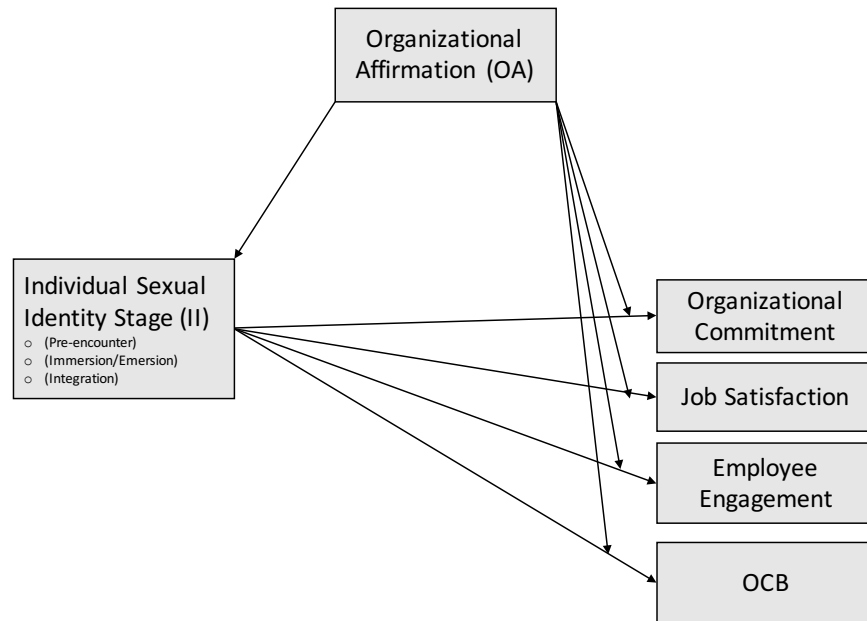 Organizational
Affirmation (OA)
Individual Sexual
Identity Stage (II)
o (Pre-encounter)
o (Immersion/Emersion)
o (Integration)
Organizational
Commitment
Job Satisfaction
Employee
Engagement
OCB